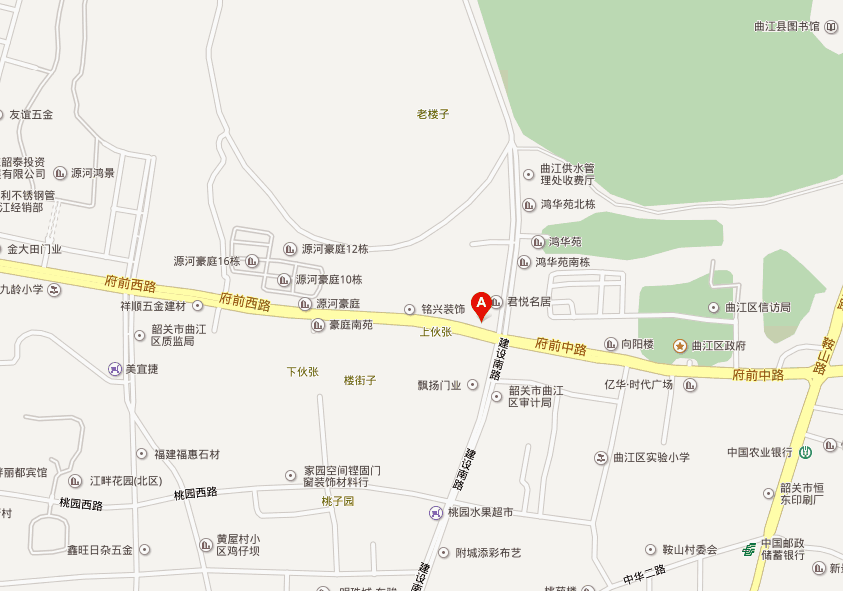 曲江县图书馆
友谊五金
老楼子
韶泰投资
有限公司
源河鸿景
曲江供水管
理处收费厅
利不锈钢管
江经销部
鸿华苑北栋
金大田门业
源河豪庭12栋
源河豪庭16栋
鸿华苑
鸿华苑南栋
源河豪庭10栋
府前西路
九龄小学
府前西路
祥顺五金建材
源河豪庭
铭兴装饰
A
君悦名居
曲江区信访局
韶关市曲江
区质监局
豪庭南苑
上伙张
建设南路
府前中路
向阳楼
曲江区政府
鞍山路
路
美宜捷
下伙张
楼街子
飘扬门业
韶关市曲江
区审计局
亿华·时代广场
府前中路
福建福惠石材
建设南路
曲江区实验小学
中国农业银行
丽都宾馆
江畔花园(北区)
家园空间铿固门
窗装饰材料行
桃子园
韶关市恒
东印刷厂
桃园西路
桃园西路
村
桃园水果超市
鑫旺日杂五金
黄屋村小
区鸡仔坝
附城添彩布艺
鞍山村委会
中国邮政
储蓄银行
建设南
中华二路
新